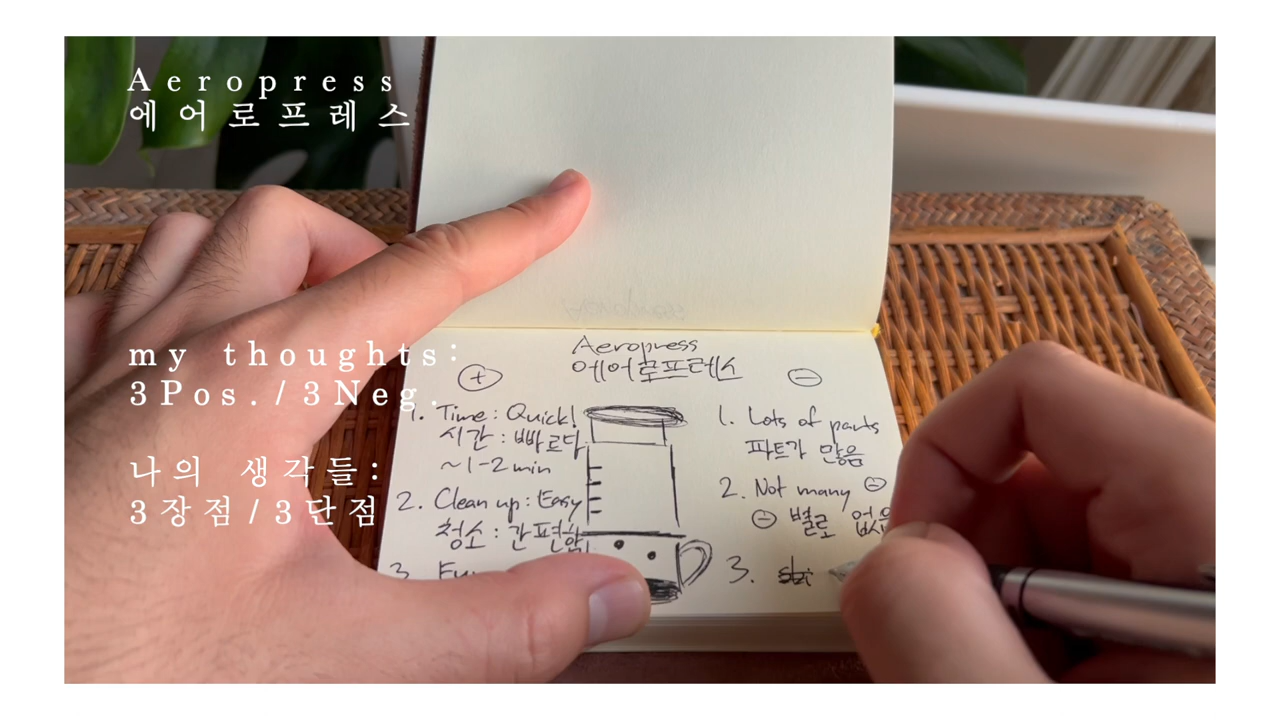 Aeropress
에어로프레스
my thoughts:
3Pos./3Neg.
나의 생각들:
3장점/3단점
Aeropress
에어로프레스
+
1. Time: Quick!
시간: 빠르다
~1-2min
2. Clean up: Easy
청소: 간편함
3. Fu
−
1. Lots of parts
파트가 많음
2. Not many ⊖
⊖ 별로 없음
3.